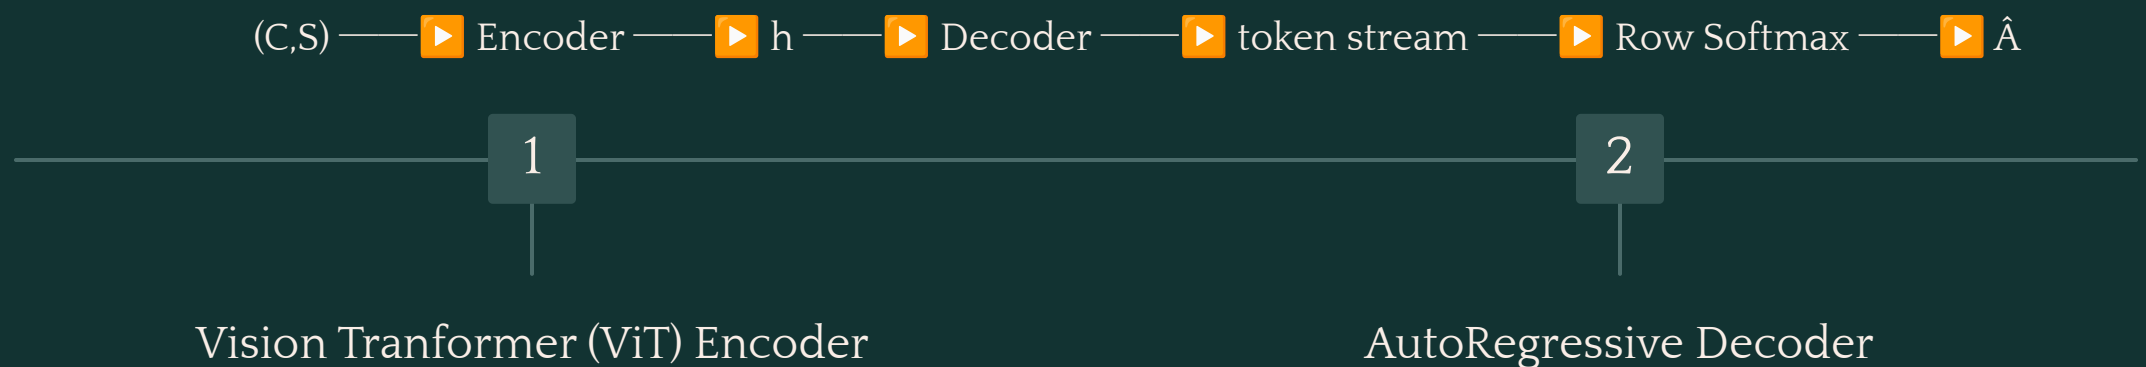 (C,S) ——▶️ Encoder ——▶️ h ——▶️ Decoder ——▶️ token stream ——▶️ Row Softmax ——▶️ Â
1
2
Vision Tranformer (ViT) Encoder
AutoRegressive Decoder